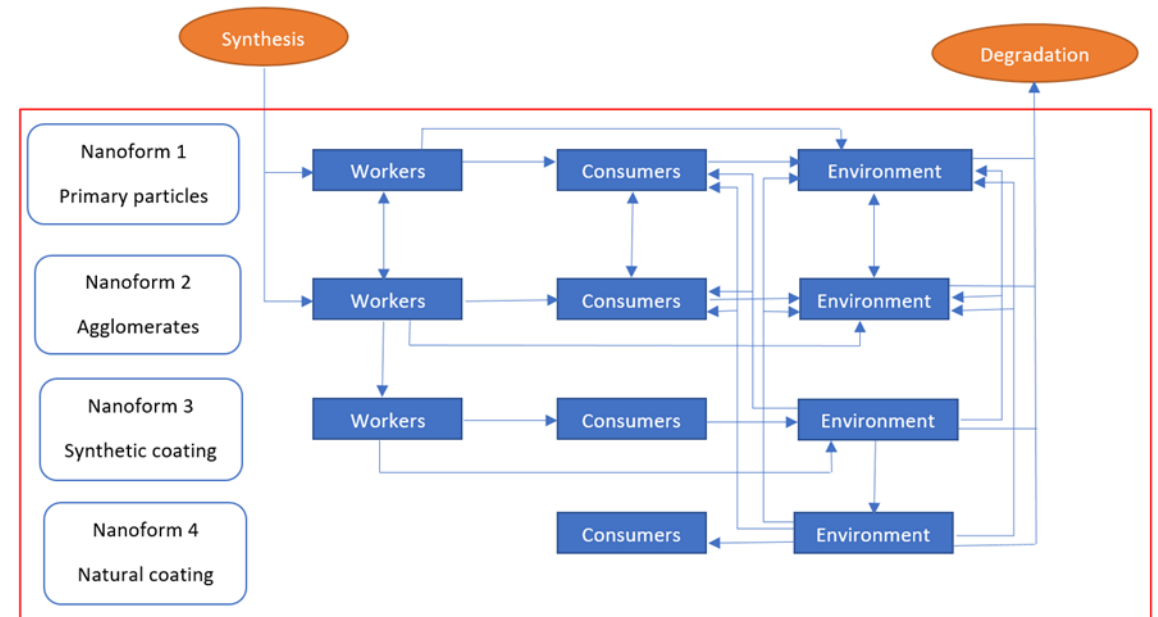 Synthesis
Degradation
Nanoform 1
Primary particles
Workers
Consumers
Environment
Nanoform 2
Agglomerates
Workers
Consumers
Environment
Nanoform 3
Synthetic coating
Workers
Consumers
Environment
Nanoform 4
Natural coating
Consumers
Environment